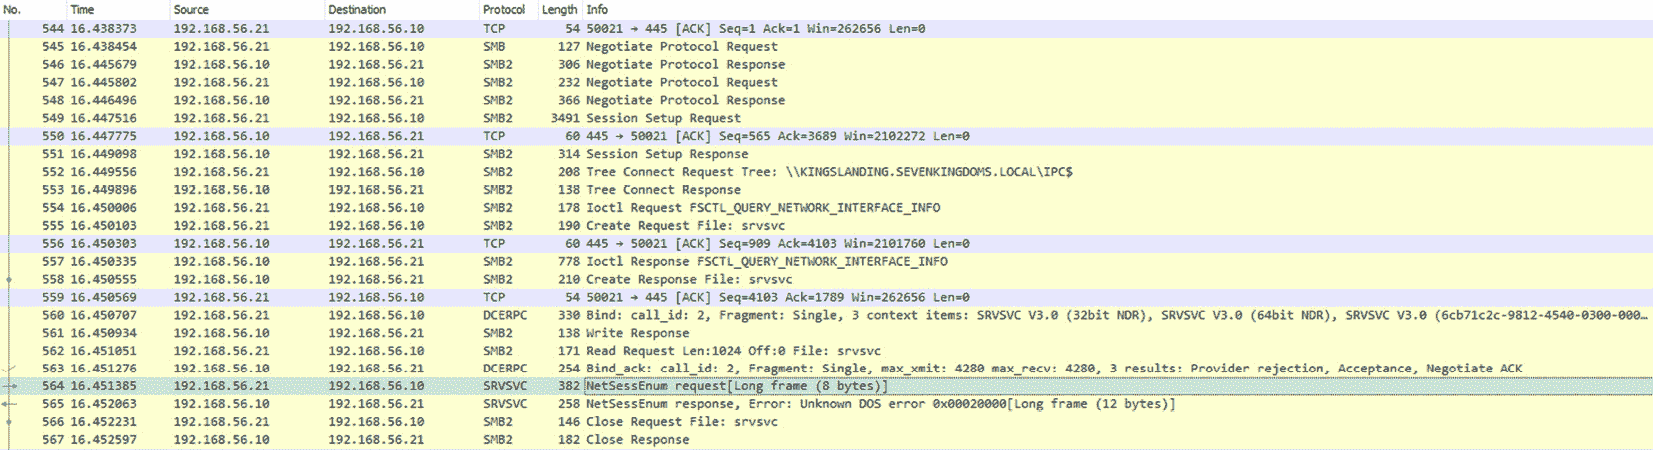 No. Time Source Destination Protocol Length Info
544 16.438373 192.168.56.21 192.168.56.10 TCP 54 50021 → 445 [ACK] Seq=1 Ack=1 Win=262656 Len=0
545 16.438454 192.168.56.21 192.168.56.10 SMB 127 Negotiate Protocol Request
546 16.445679 192.168.56.10 192.168.56.21 SMB2 306 Negotiate Protocol Response
547 16.445802 192.168.56.21 192.168.56.10 SMB2 232 Negotiate Protocol Request
548 16.446496 192.168.56.10 192.168.56.21 SMB2 366 Negotiate Protocol Response
549 16.447516 192.168.56.21 192.168.56.10 SMB2 3491 Session Setup Request
550 16.447775 192.168.56.10 192.168.56.21 TCP 60 445 → 50021 [ACK] Seq=565 Ack=3689 Win=2102272 Len=0
551 16.449098 192.168.56.10 192.168.56.21 SMB2 314 Session Setup Response
552 16.449556 192.168.56.21 192.168.56.10 SMB2 208 Tree Connect Request Tree: \\KINGSLANDING.SEVENKINGDOMS.LOCAL\IPC$
553 16.449896 192.168.56.10 192.168.56.21 SMB2 138 Tree Connect Response
554 16.450006 192.168.56.21 192.168.56.10 SMB2 178 Ioctl Request FSCTL_QUERY_NETWORK_INTERFACE_INFO
555 16.450103 192.168.56.21 192.168.56.10 SMB2 190 Create Request File: srvsvc
556 16.450303 192.168.56.10 192.168.56.21 TCP 60 445 → 50021 [ACK] Seq=909 Ack=4103 Win=2101760 Len=0
557 16.450335 192.168.56.10 192.168.56.21 SMB2 778 Ioctl Response FSCTL_QUERY_NETWORK_INTERFACE_INFO
558 16.450555 192.168.56.10 192.168.56.21 SMB2 210 Create Response File: srvsvc
559 16.450569 192.168.56.21 192.168.56.10 TCP 54 50021 → 445 [ACK] Seq=4103 Ack=1789 Win=262656 Len=0
560 16.450707 192.168.56.21 192.168.56.10 DCERPC 330 Bind: call_id: 2, Fragment: Single, 3 context items: SRVSVC V3.0 (32bit NDR), SRVSVC V3.0 (64bit NDR), SRVSVC V3.0 (6cb71c2c-9812-4540-0300-000…
561 16.450934 192.168.56.10 192.168.56.21 SMB2 138 Write Response
562 16.451051 192.168.56.21 192.168.56.10 SMB2 171 Read Request Len:1024 Off:0 File: srvsvc
563 16.451276 192.168.56.10 192.168.56.21 DCERPC 254 Bind_ack: call_id: 2, Fragment: Single, max_xmit: 4280 max_recv: 4280, 3 results: Provider rejection, Acceptance, Negotiate ACK
564 16.451385 192.168.56.21 192.168.56.10 SRVSVC 382 NetSessEnum request[Long frame (8 bytes)]
565 16.452063 192.168.56.10 192.168.56.21 SRVSVC 258 NetSessEnum response, Error: Unknown DOS error 0x00020000[Long frame (12 bytes)]
566 16.452231 192.168.56.21 192.168.56.10 SMB2 146 Close Request File: srvsvc
567 16.452597 192.168.56.10 192.168.56.21 SMB2 182 Close Response